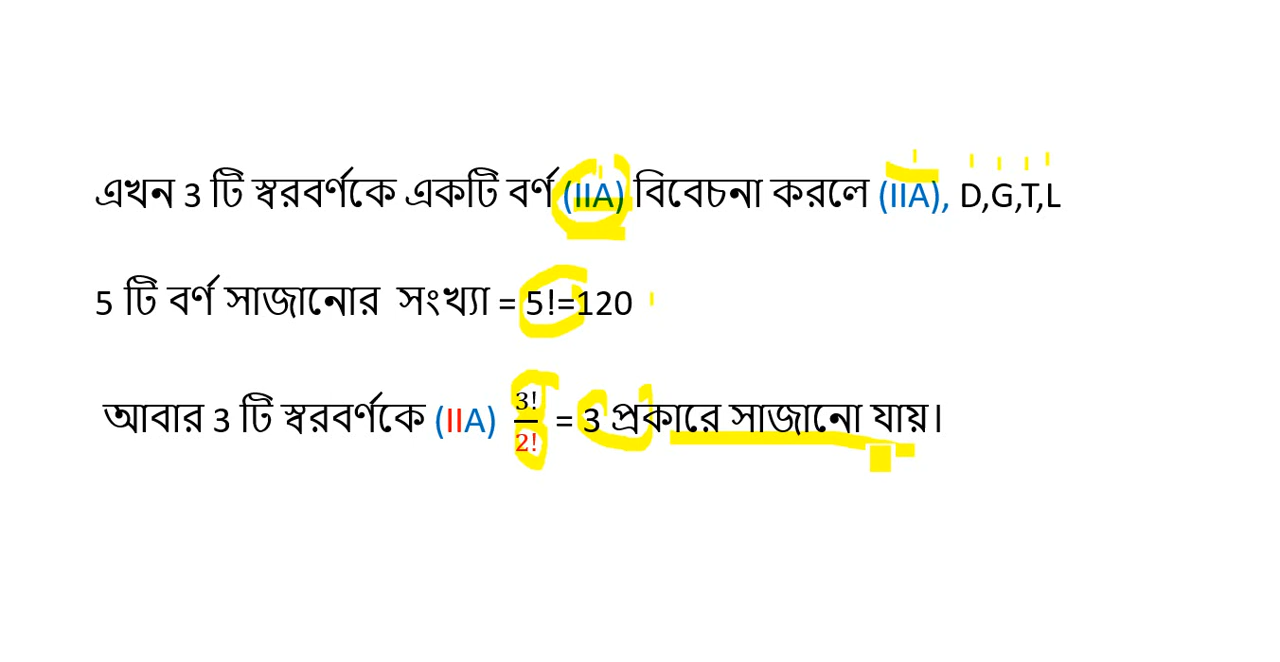 এখন 3 টি স্বরবর্ণকে একটি বর্ণ (IIA) বিবেচনা করলে (IIA), D,G,T,L
5 টি বর্ণ সাজানোর সংখ্যা = 5!=120
আবার 3 টি স্বরবর্ণকে (IIA) 3!/2! = 3 প্রকারে সাজানো যায়।